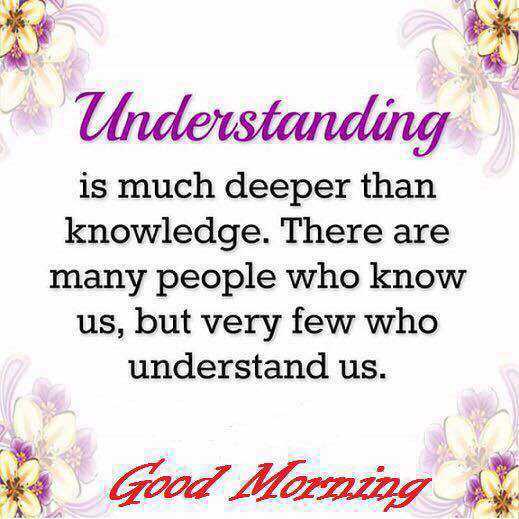 Understanding
is much deeper than
knowledge. There are
many people who know
us, but very few who
understand us.
Good Morning